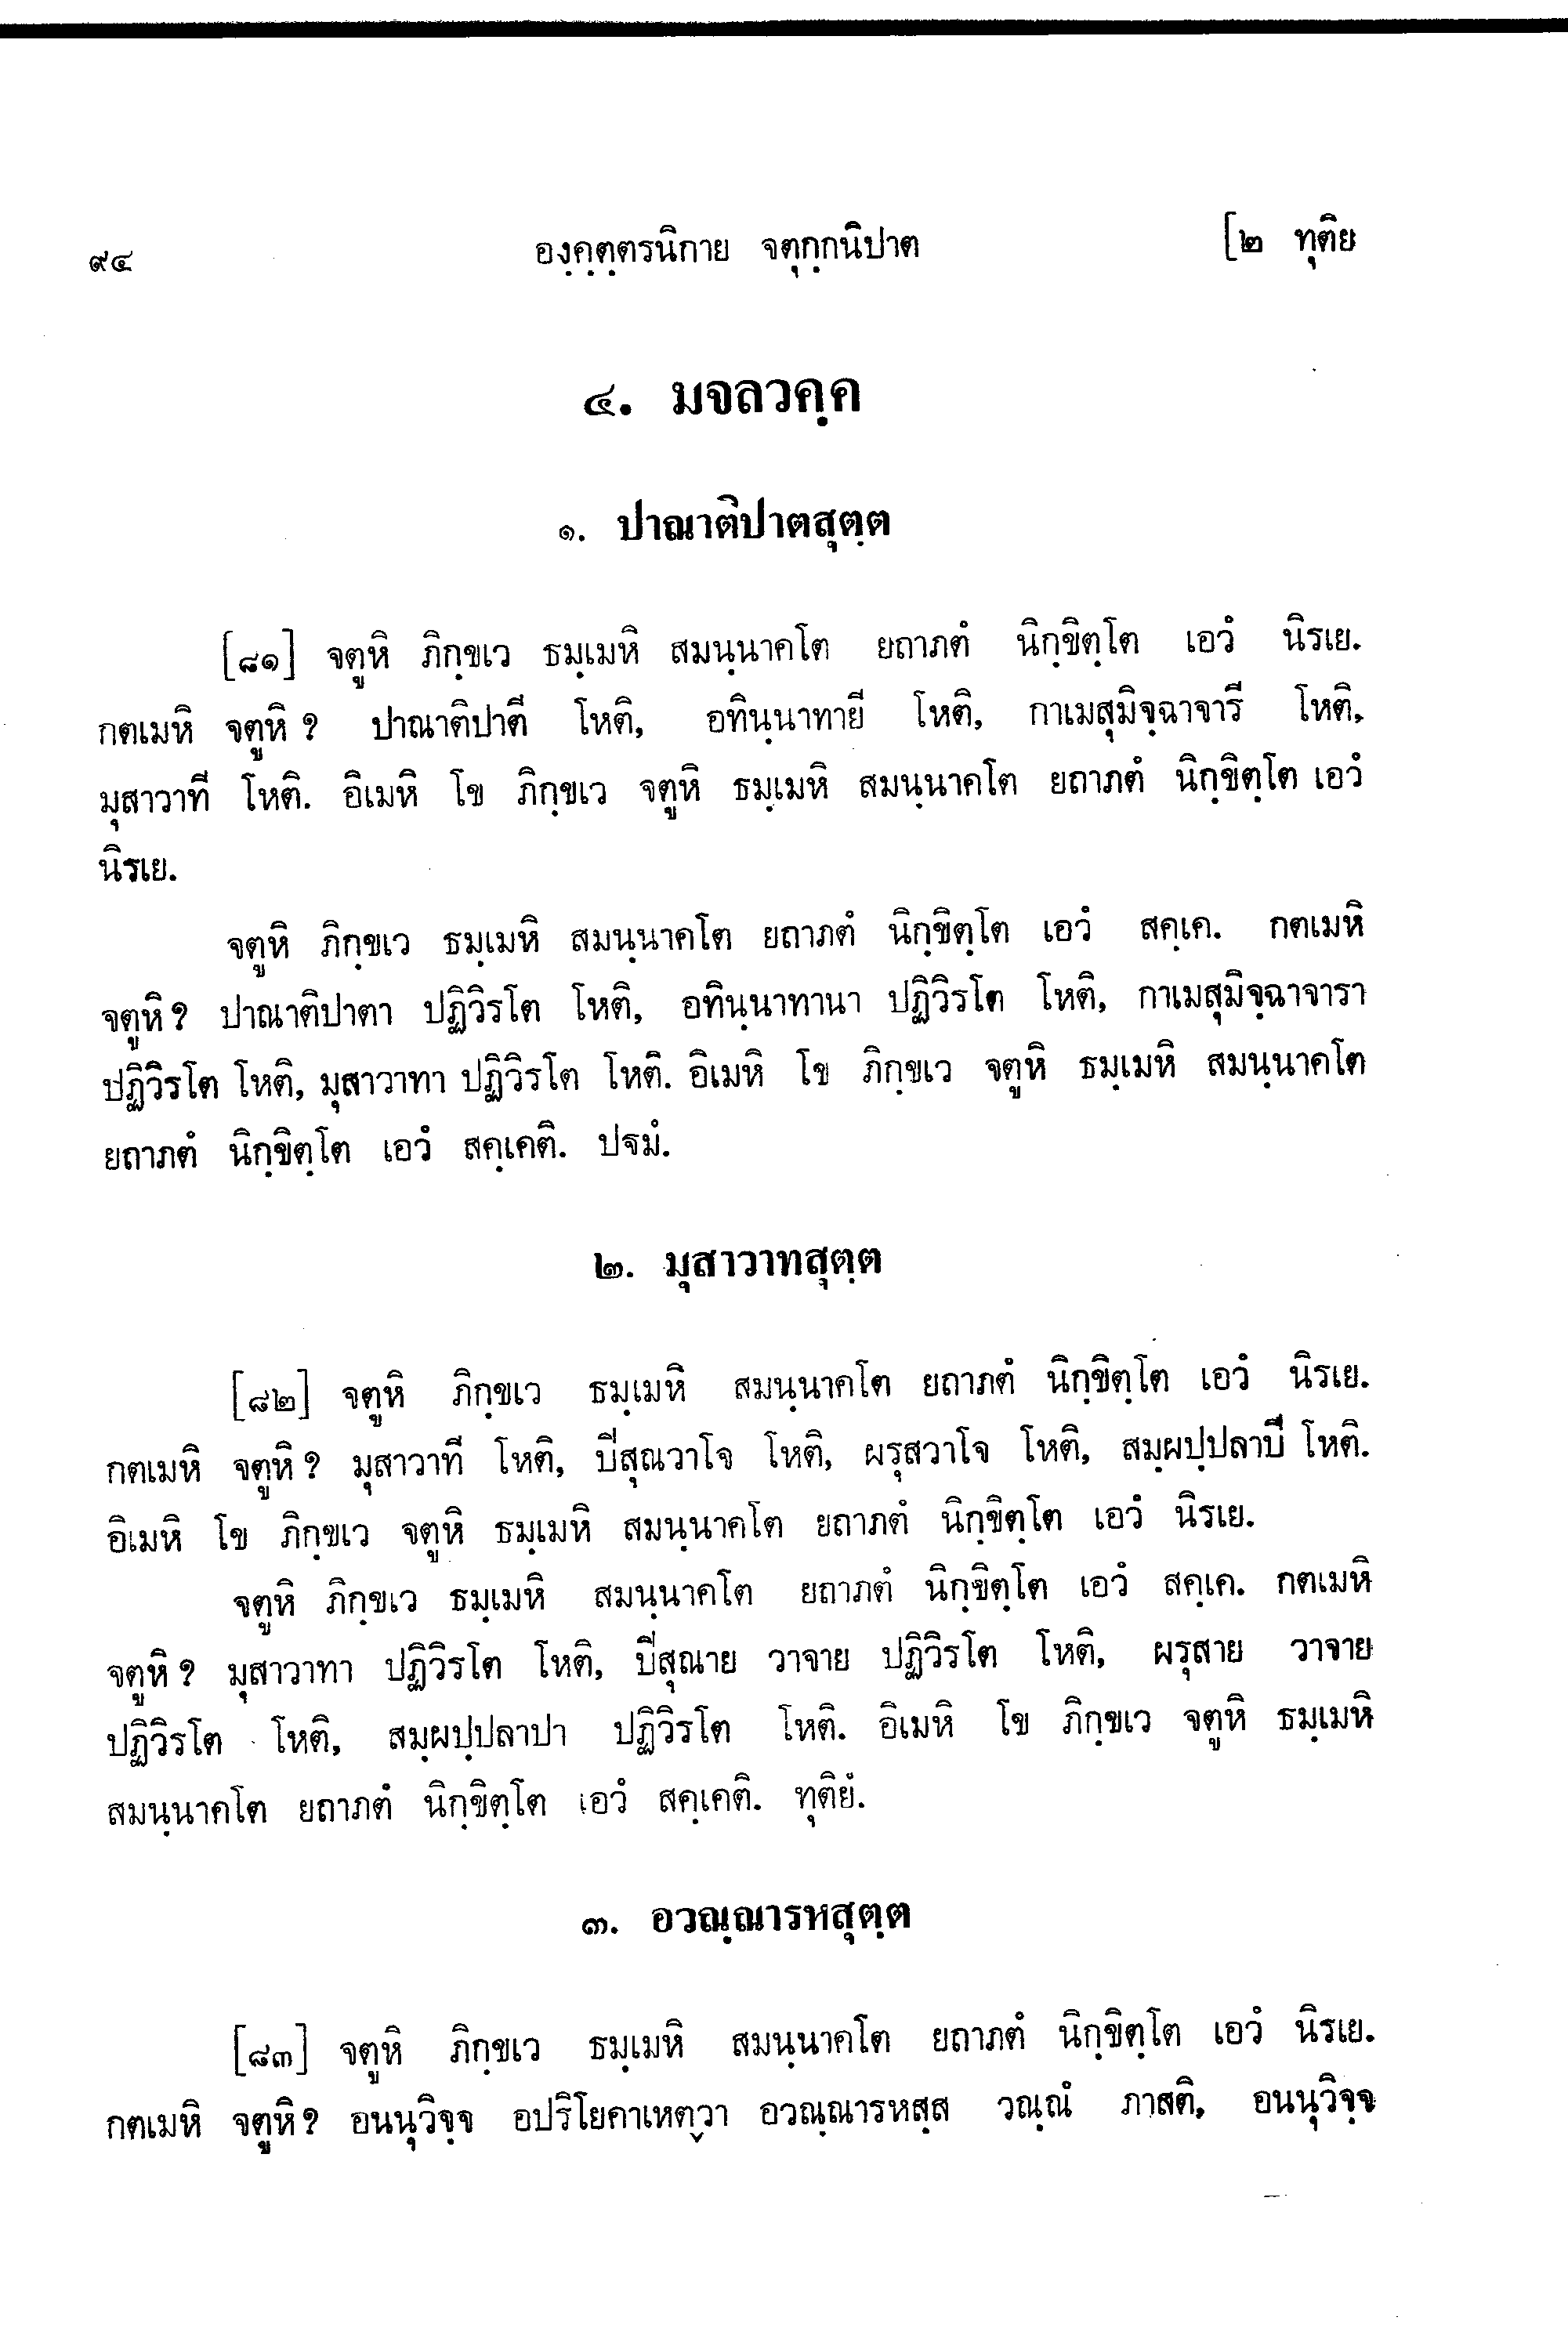 ๙๔ องฺคุตฺตรนิกาย จตุกฺกนิปาต [๒ ทุติย
๔. มจลวคฺค
๑. ปาณาติปาตสุตฺต
[๘๑] จตูหิ ภิกฺขเว ธมฺเมหิ สมนฺนาคโต ยถาภตํ นิกฺขิตฺโต เอวํ นิรเย.
กตเมหิ จตูหิ ? ปาณาติปาตี โหติ, อทินฺนาทายี โหติ, กาเมสุมิจฺฉาจารี โหติ,
มุสาวาที โหติ. อิเมหิ โข ภิกฺขเว จตูหิ ธมฺเมหิ สมนฺนาคโต ยถาภตํ นิกฺขิตฺโต เอวํ
นิรเย.
จตูหิ ภิกฺขเว ธมฺเมหิ สมนฺนาคโต ยถาภตํ นิกฺขิตฺโต เอวํ สคฺเค. กตเมหิ
จตูหิ ? ปาณาติปาตา ปฏิวิรโต โหติ, อทินฺนาทานา ปฏิวิรโต โหติ, กาเมสุมิจฺฉาจารา
ปฏิวิรโต โหติ, มุสาวาทา ปฏิวิรโต โหติ. อิเมหิ โข ภิกฺขเว จตูหิ ธมฺเมหิ สมนฺนาคโต
ยถาภตํ นิกฺขิตฺโต เอวํ สคฺเคติ. ปฐมํ.
๒. มุสาวาทสุตฺต
[๘๒] จตูหิ ภิกฺขเว ธมฺเมหิ สมนฺนาคโต ยถาภตํ นิกฺขิตฺโต เอวํ นิรเย.
กตเมหิ จตูหิ ? มุสาวาที โหติ, ปิสุณวาโจ โหติ, ผรุสวาโจ โหติ, สมฺผปฺปลาปี โหติ.
อิเมหิ โข ภิกฺขเว จตูหิ ธมฺเมหิ สมนฺนาคโต ยถาภตํ นิกฺขิตฺโต เอวํ นิรเย.
จตูหิ ภิกฺขเว ธมฺเมหิ สมนฺนาคโต ยถาภตํ นิกฺขิตฺโต เอวํ สคฺเค. กตเมหิ
จตูหิ ? มุสาวาทา ปฏิวิรโต โหติ, ปิสุณาย วาจาย ปฏิวิรโต โหติ, ผรุสาย วาจาย
ปฏิวิรโต โหติ, สมฺผปฺปลาปา ปฏิวิรโต โหติ. อิเมหิ โข ภิกฺขเว จตูหิ ธมฺเมหิ
สมนฺนาคโต ยถาภตํ นิกฺขิตฺโต เอวํ สคฺเคติ. ทุติยํ.
๓. อวณฺณารหสุตฺต
[๘๓] จตูหิ ภิกฺขเว ธมฺเมหิ สมนฺนาคโต ยถาภตํ นิกฺขิตฺโต เอวํ นิรเย.
กตเมหิ จตูหิ ? อนนุวิจฺจ อปริโยคาเหตฺวา อวณฺณารหสฺส วณฺณํ ภาสติ, อนนุวิจฺจ